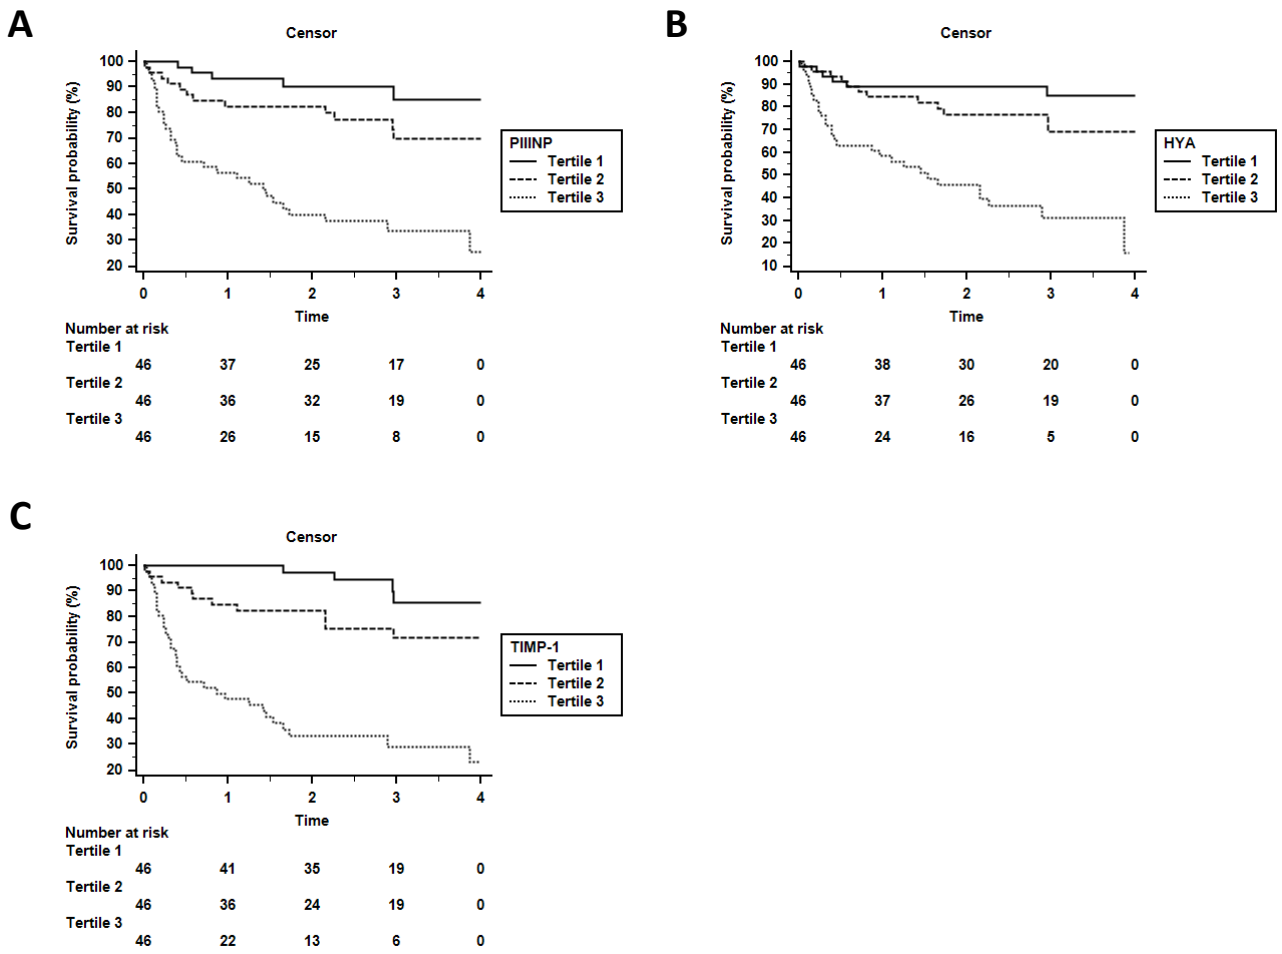 A
Censor
Survival probability (%)
100
90
80
70
60
50
40
30
20
0 1 2 3 4
Time
PIIINP
Tertile 1
Tertile 2
Tertile 3
Number at risk
Tertile 1
46 37 25 17 0
Tertile 2
46 36 32 19 0
Tertile 3
46 26 15 8 0
B
Censor
Survival probability (%)
100
90
80
70
60
50
40
30
20
10
0 1 2 3 4
Time
HYA
Tertile 1
Tertile 2
Tertile 3
Number at risk
Tertile 1
46 38 30 20 0
Tertile 2
46 37 26 19 0
Tertile 3
46 24 16 5 0
C
Censor
Survival probability (%)
100
90
80
70
60
50
40
30
20
0 1 2 3 4
Time
TIMP-1
Tertile 1
Tertile 2
Tertile 3
Number at risk
Tertile 1
46 41 35 19 0
Tertile 2
46 36 24 19 0
Tertile 3
46 22 13 6 0